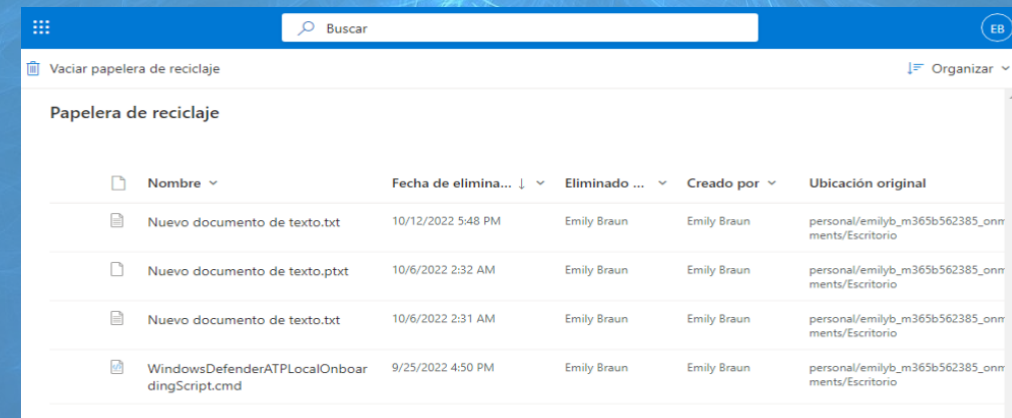 Buscar
EB
Vaciar papelera de reciclaje
Organizar
Papelera de reciclaje
Nombre Fecha de elimina... Eliminado ... Creado por Ubicación original
Nuevo documento de texto.txt 10/12/2022 5:48 PM Emily Braun Emily Braun personal/emilyb_m365b562385_onm
ments/Escritorio
Nuevo documento de texto.ptxt 10/6/2022 2:32 AM Emily Braun Emily Braun personal/emilyb_m365b562385_onm
ments/Escritorio
Nuevo documento de texto.txt 10/6/2022 2:31 AM Emily Braun Emily Braun personal/emilyb_m365b562385_onm
ments/Escritorio
WindowsDefenderATPLocalOnboar 9/25/2022 4:50 PM Emily Braun Emily Braun personal/emilyb_m365b562385_onm
dingScript.cmd ments/Escritorio